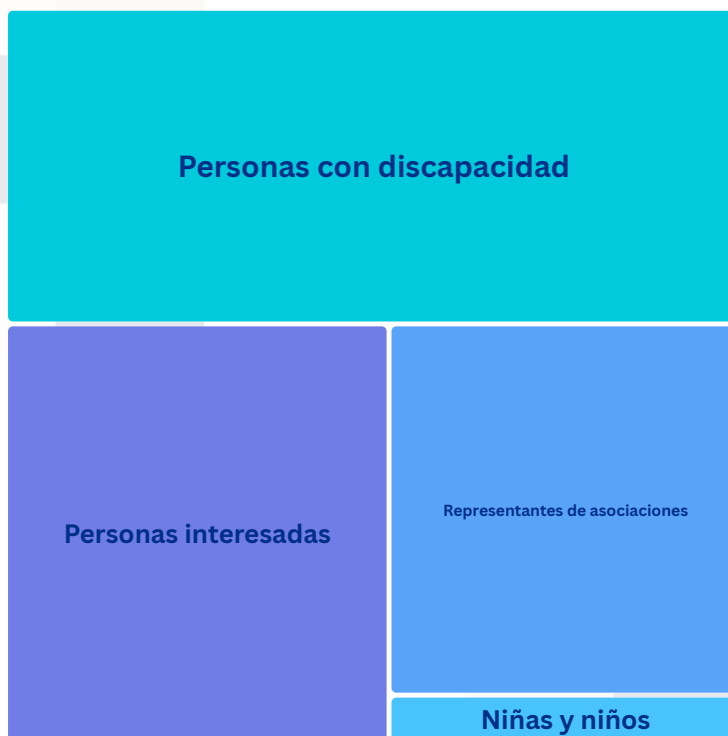 Personas con discapacidad
Personas interesadas
Representantes de asociaciones
Niñas y niños